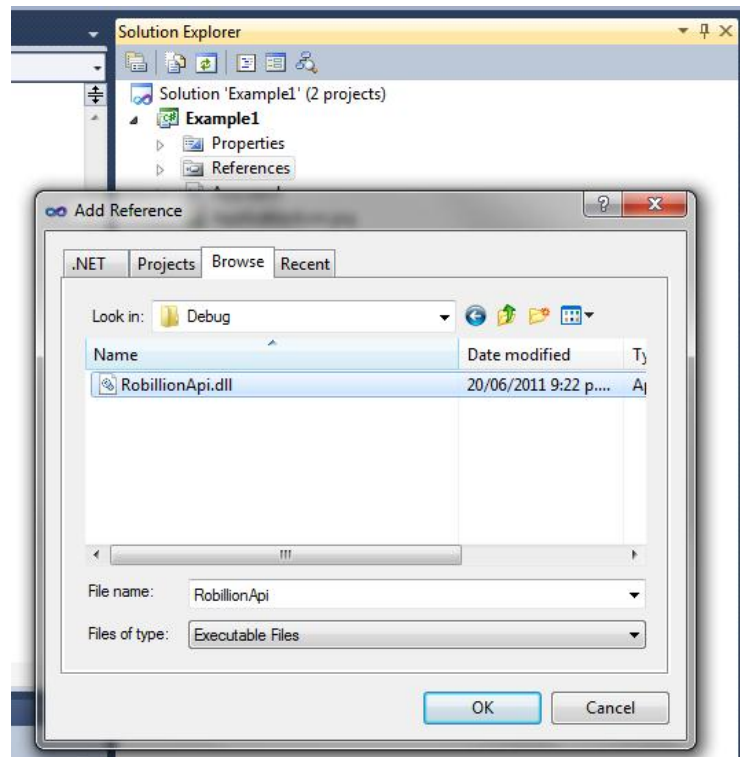 Solution Explorer
Solution 'Example1' (2 projects)
Example1
Properties
References
Add Reference
.NET Projects Browse Recent
Look in: Debug
Name Date modified
RobillionApi.dll 20/06/2011 9:22 p....
File name: RobillionApi
Files of type: Executable Files
OK Cancel